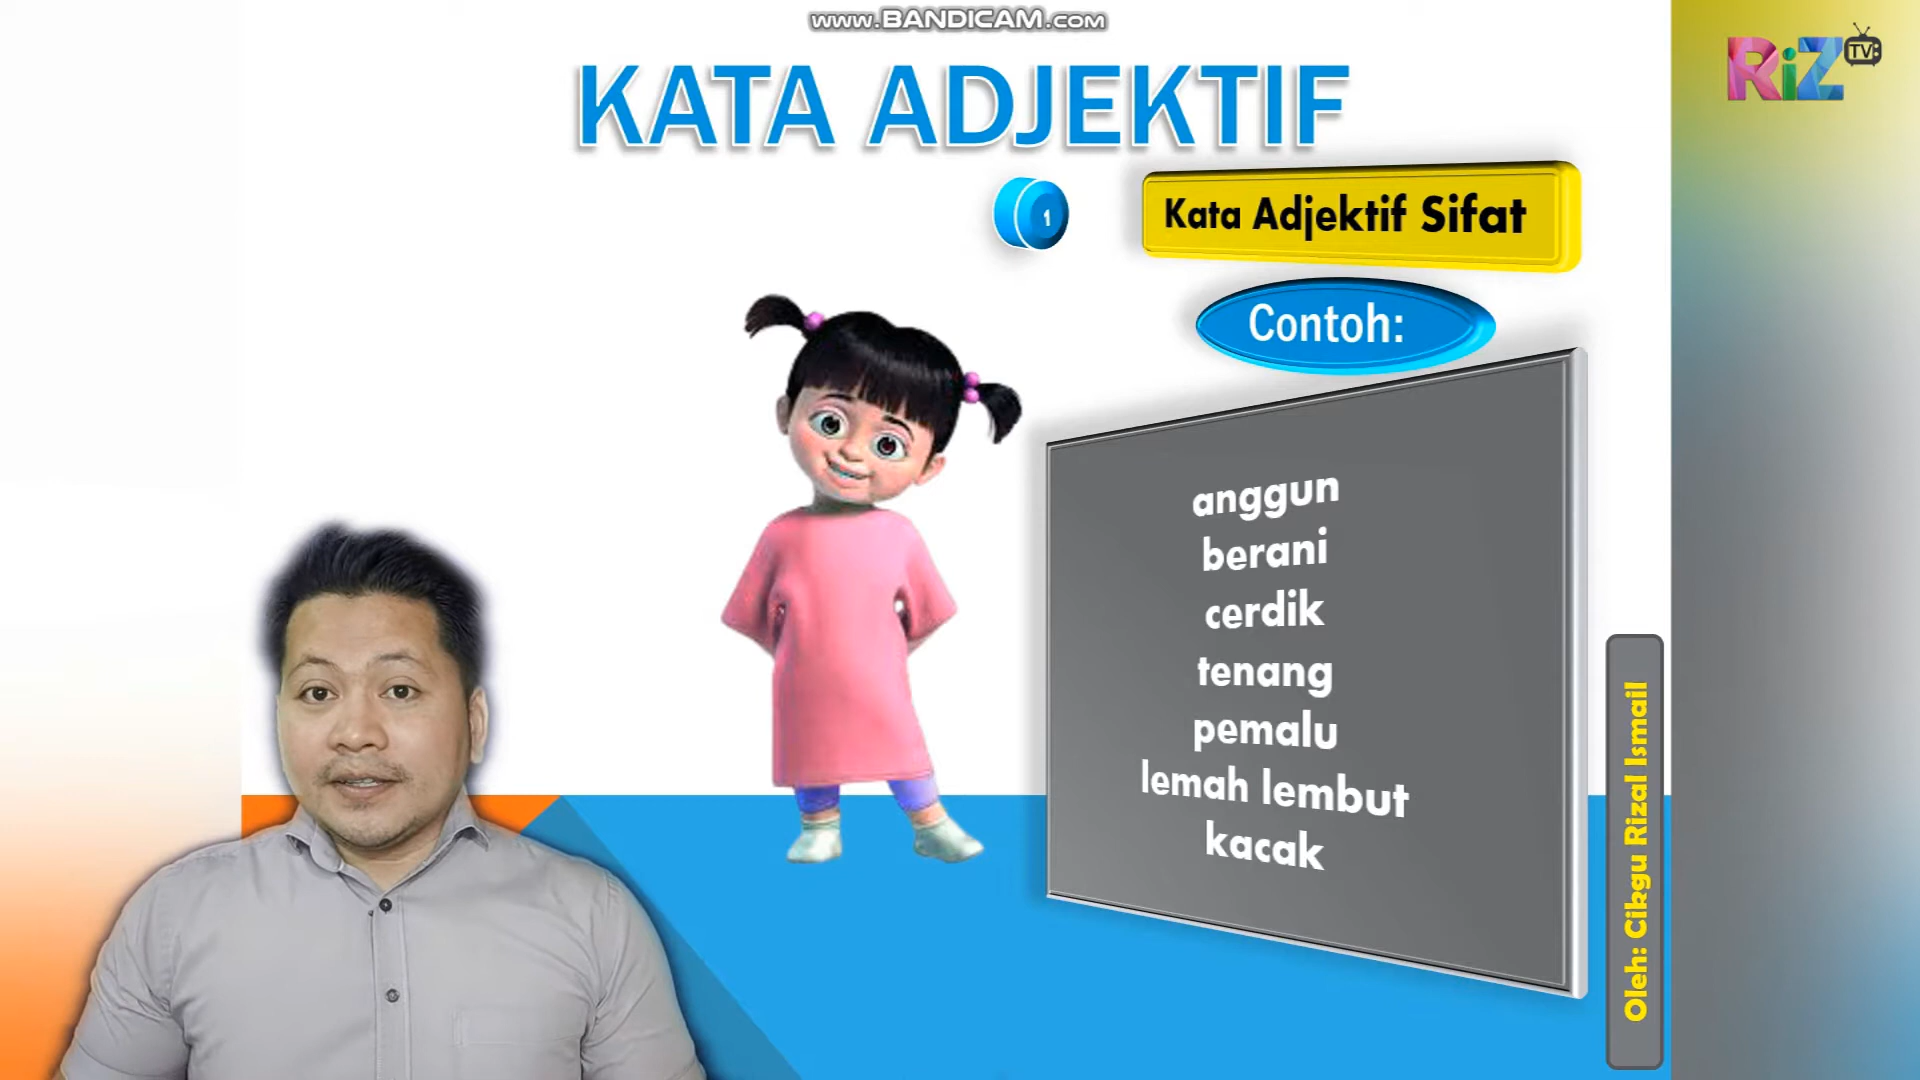 www.BANDICAM.com
RiZ TV
KATA ADJEKTIF
1
Kata Adjektif Sifat
Contoh:
anggun
berani
cerdik
tenang
pemalu
lemah lembut
kacak
Oleh: Cikgu Rizal Ismail